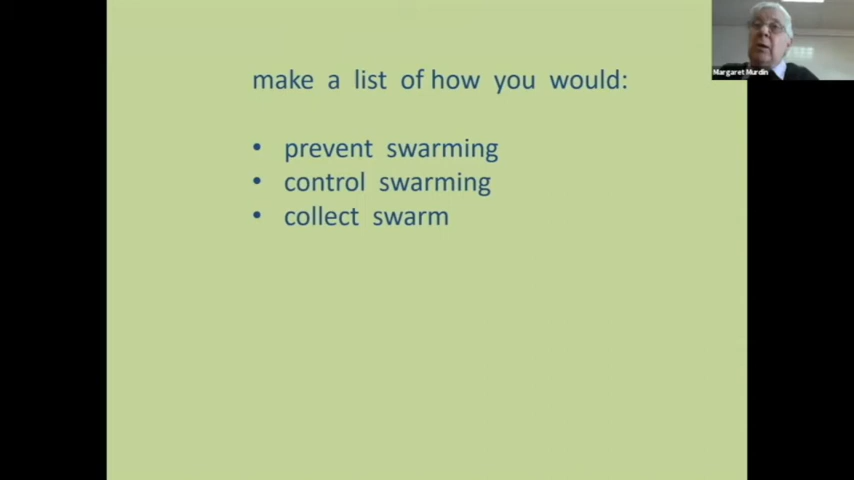 Margaret Murdin
make a list of how you would:
• prevent swarming
• control swarming
• collect swarm